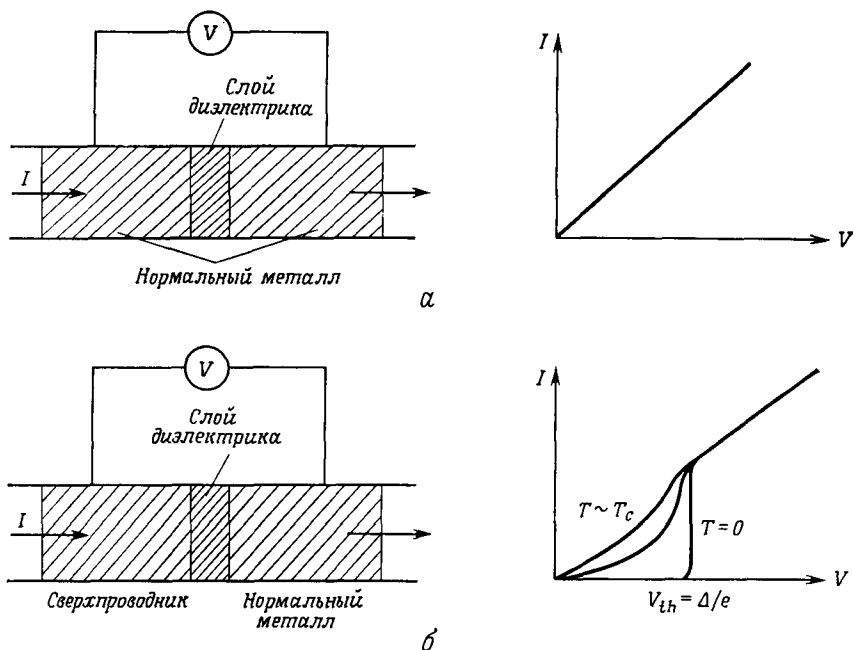 V
Слой
диэлектрика
I
Нормальный металл
I
V
а
V
Слой
диэлектрика
I
Сверхпроводник
Нормальный
металл
I
T ~ T_c
T = 0
V
V_th = Δ/e
б